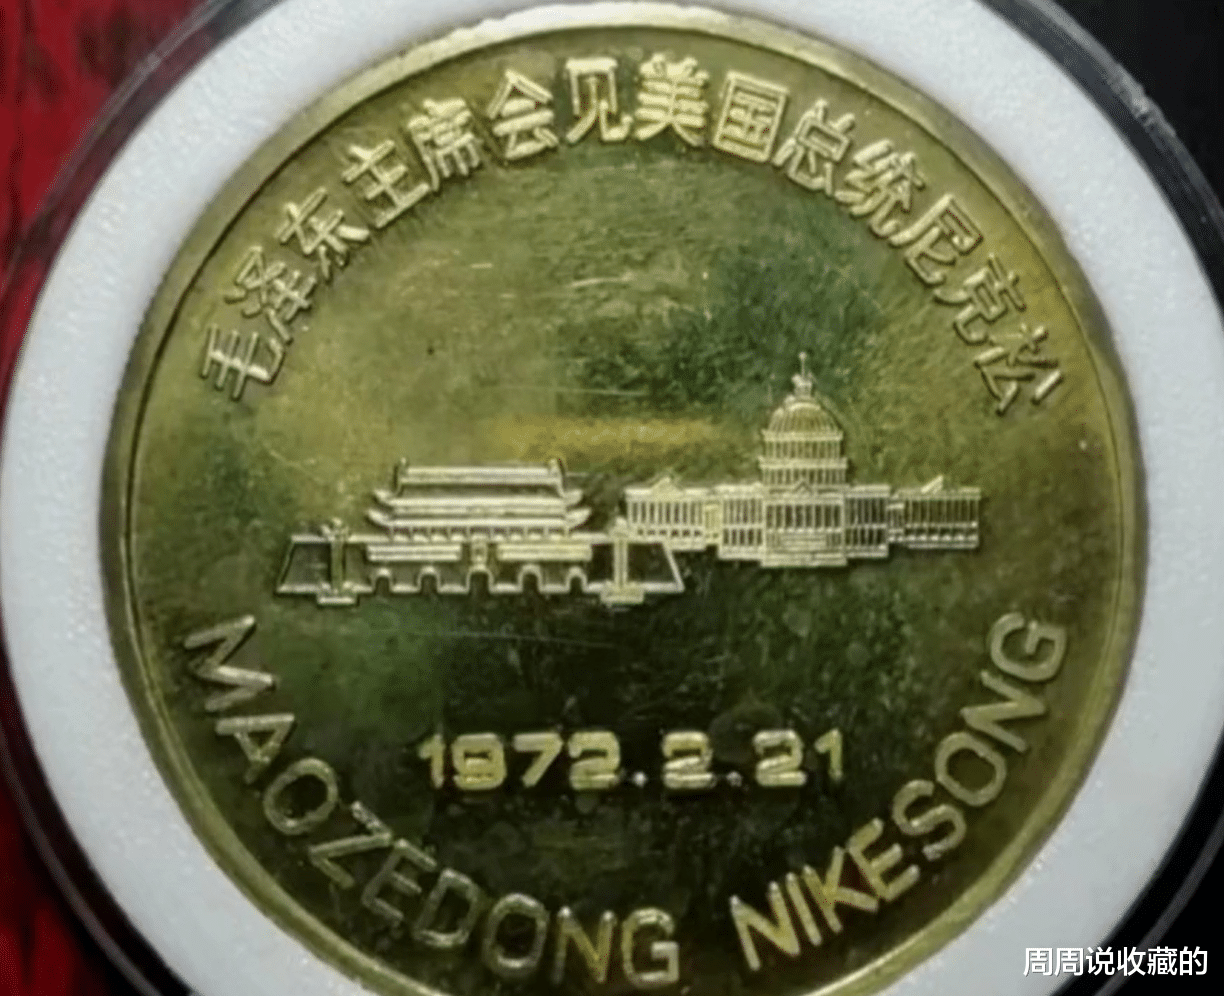 毛泽东主席会见美国总统尼克松
1972.2.21
MAOZEDONG NIKESONG
周周说收藏的